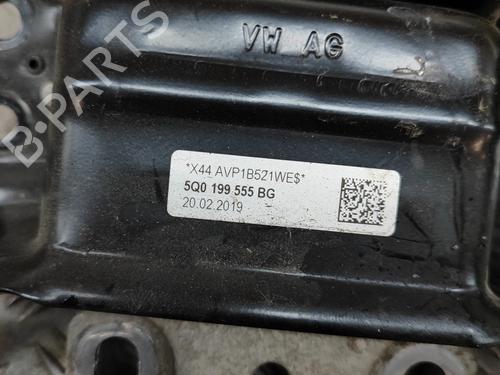 VW AG
B-Parts
*X44 AVP1B521WE$*
5Q0 199 555 BG
20.02.2019